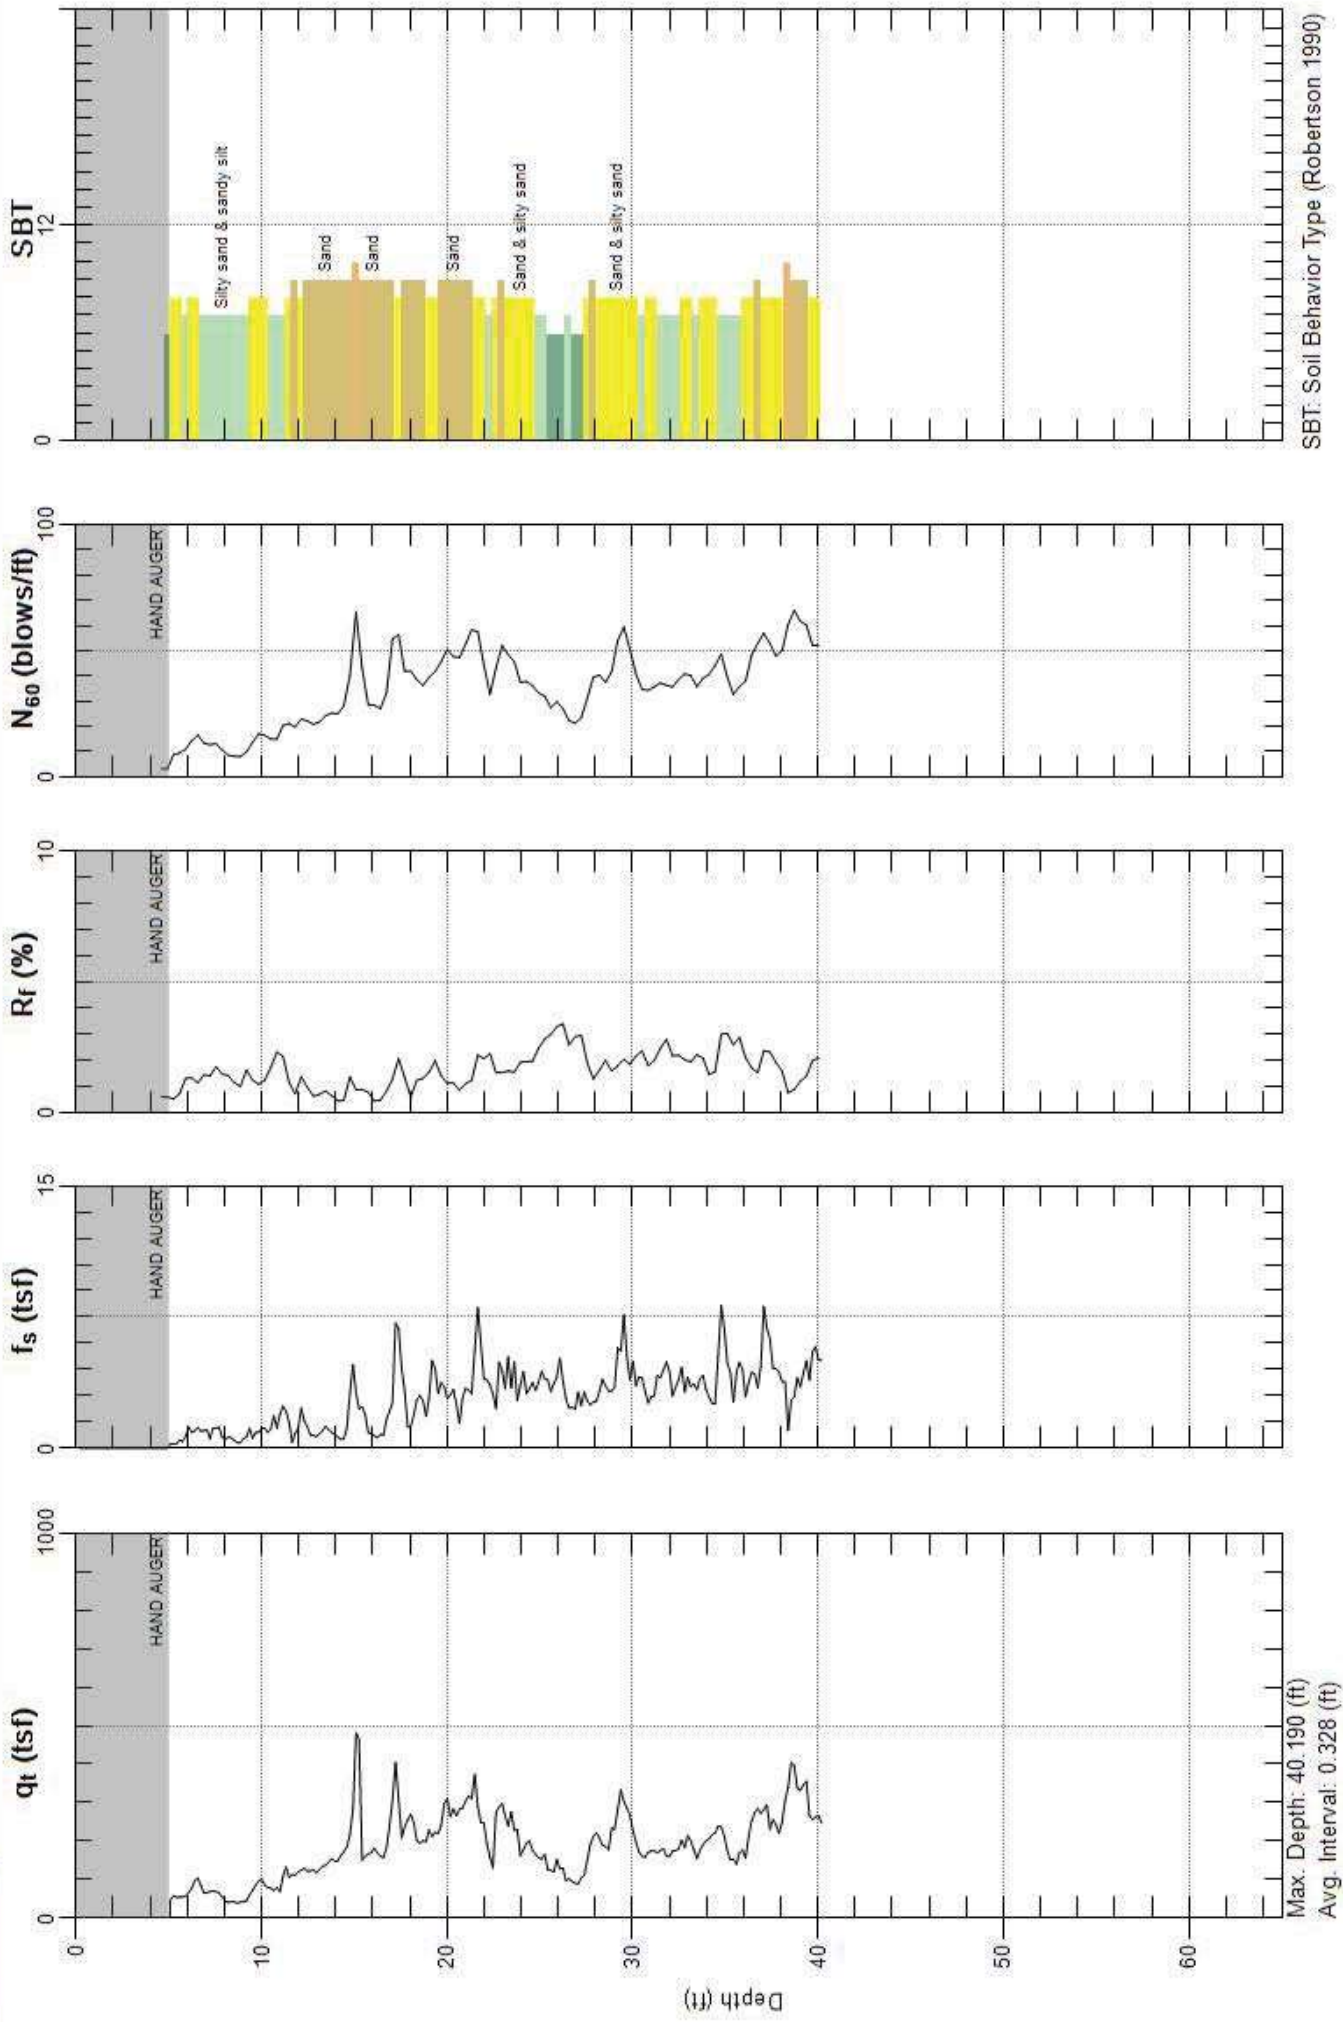 qt (tsf)
0
1000
HAND AUGER
0
10
20
30
40
50
60
Depth (ft)
Max. Depth: 40.190 (ft)
Avg. Interval: 0.328 (ft)
fs (tsf)
0
15
HAND AUGER
Rf (%)
0
10
HAND AUGER
N60 (blows/ft)
0
100
HAND AUGER
SBT
0
12
Silty sand & sandy silt
Sand
Sand
Sand
Sand & silty sand
Sand & silty sand
SBT: Soil Behavior Type (Robertson 1990)